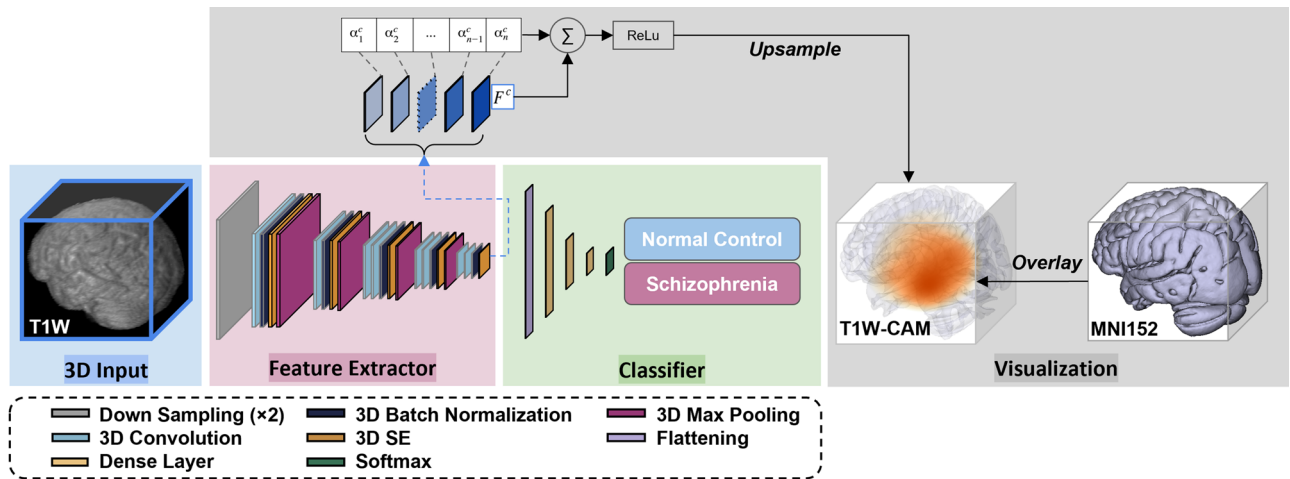 α₁ᶜ α₂ᶜ ... αₙ₋₁ᶜ αₙᶜ
∑
ReLu
Upsample
Fᶜ
T1W
3D Input
Feature Extractor
Normal Control
Schizophrenia
Classifier
T1W-CAM
Overlay
MNI152
Visualization
Down Sampling (×2)
3D Batch Normalization
3D Max Pooling
3D Convolution
3D SE
Flattening
Dense Layer
Softmax